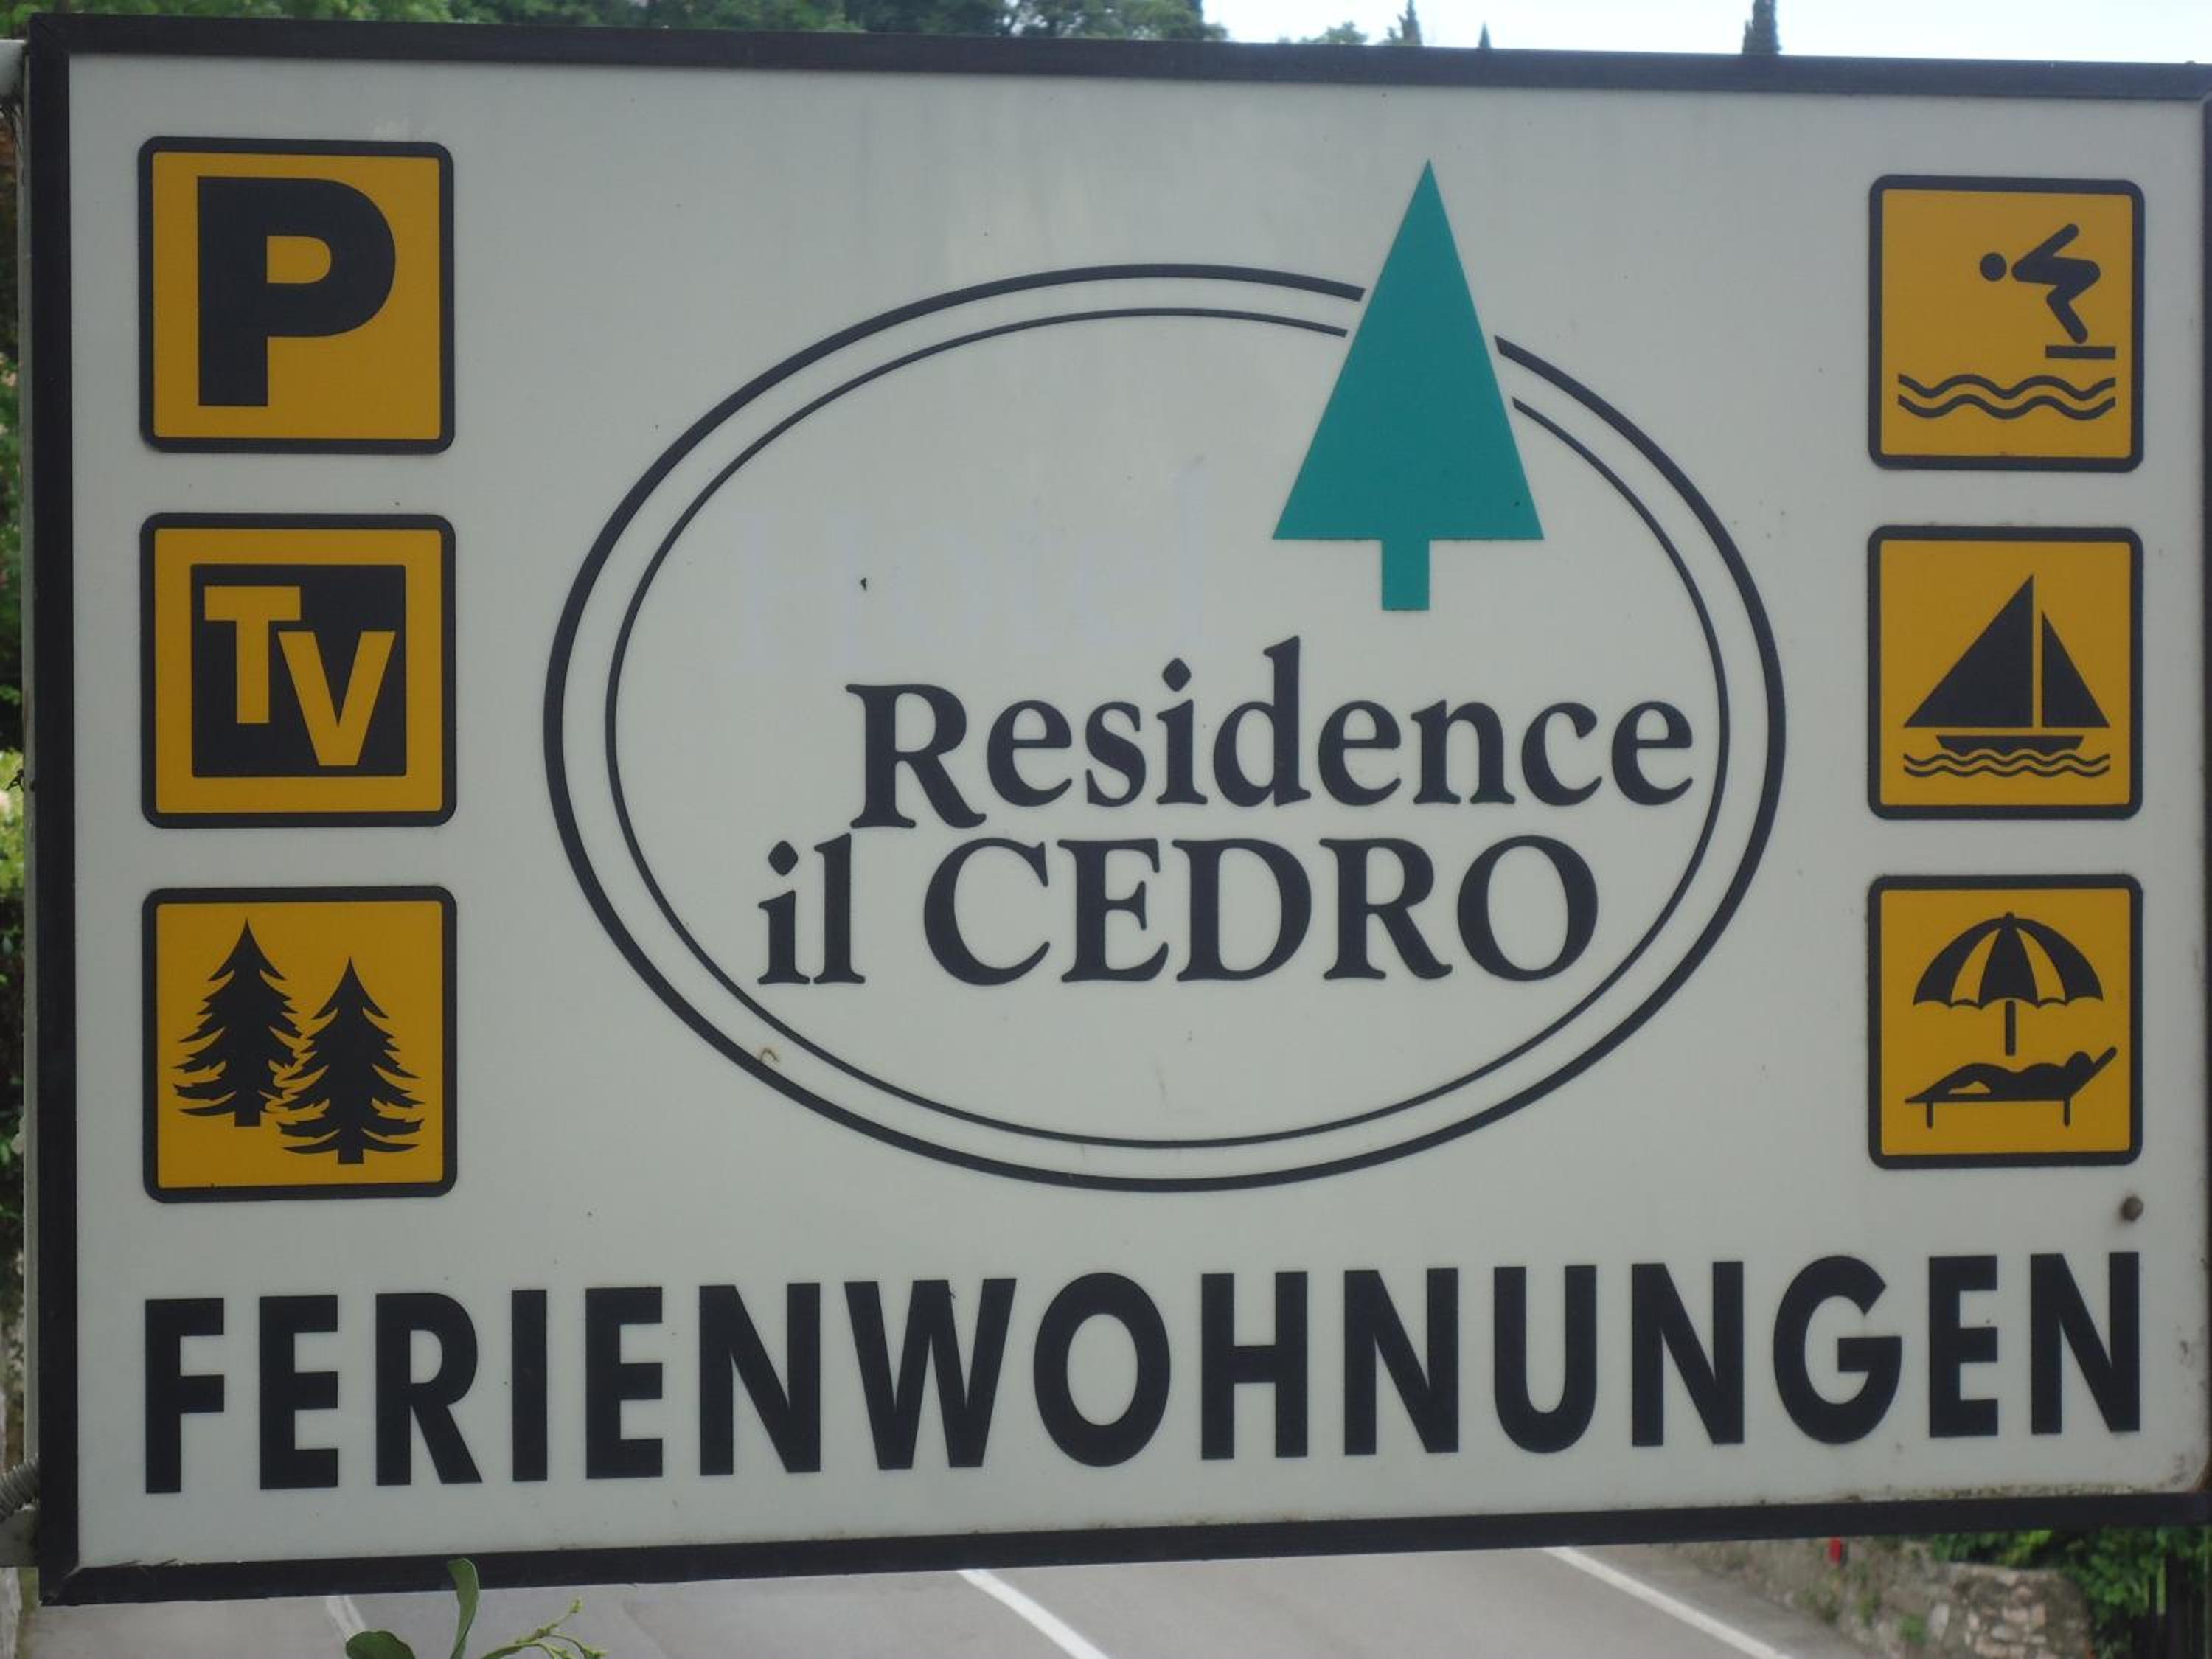 P
TV
Residence
il CEDRO
FERIENWOHNUNGEN